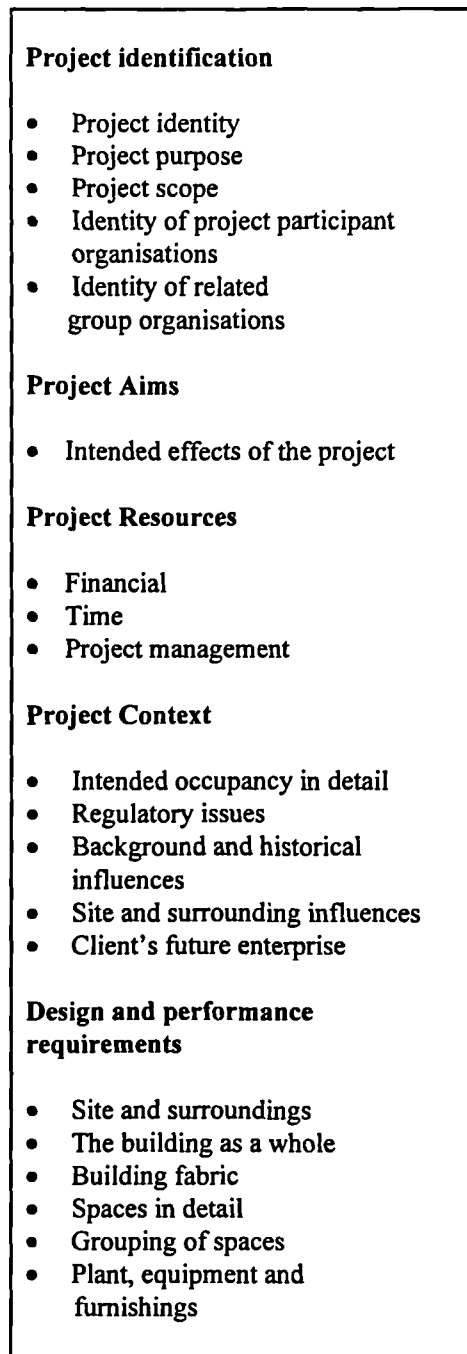 Project identification
• Project identity
• Project purpose
• Project scope
• Identity of project participant
organisations
• Identity of related
group organisations
Project Aims
• Intended effects of the project
Project Resources
• Financial
• Time
• Project management
Project Context
• Intended occupancy in detail
• Regulatory issues
• Background and historical
influences
• Site and surrounding influences
• Client's future enterprise
Design and performance
requirements
• Site and surroundings
• The building as a whole
• Building fabric
• Spaces in detail
• Grouping of spaces
• Plant, equipment and
furnishings